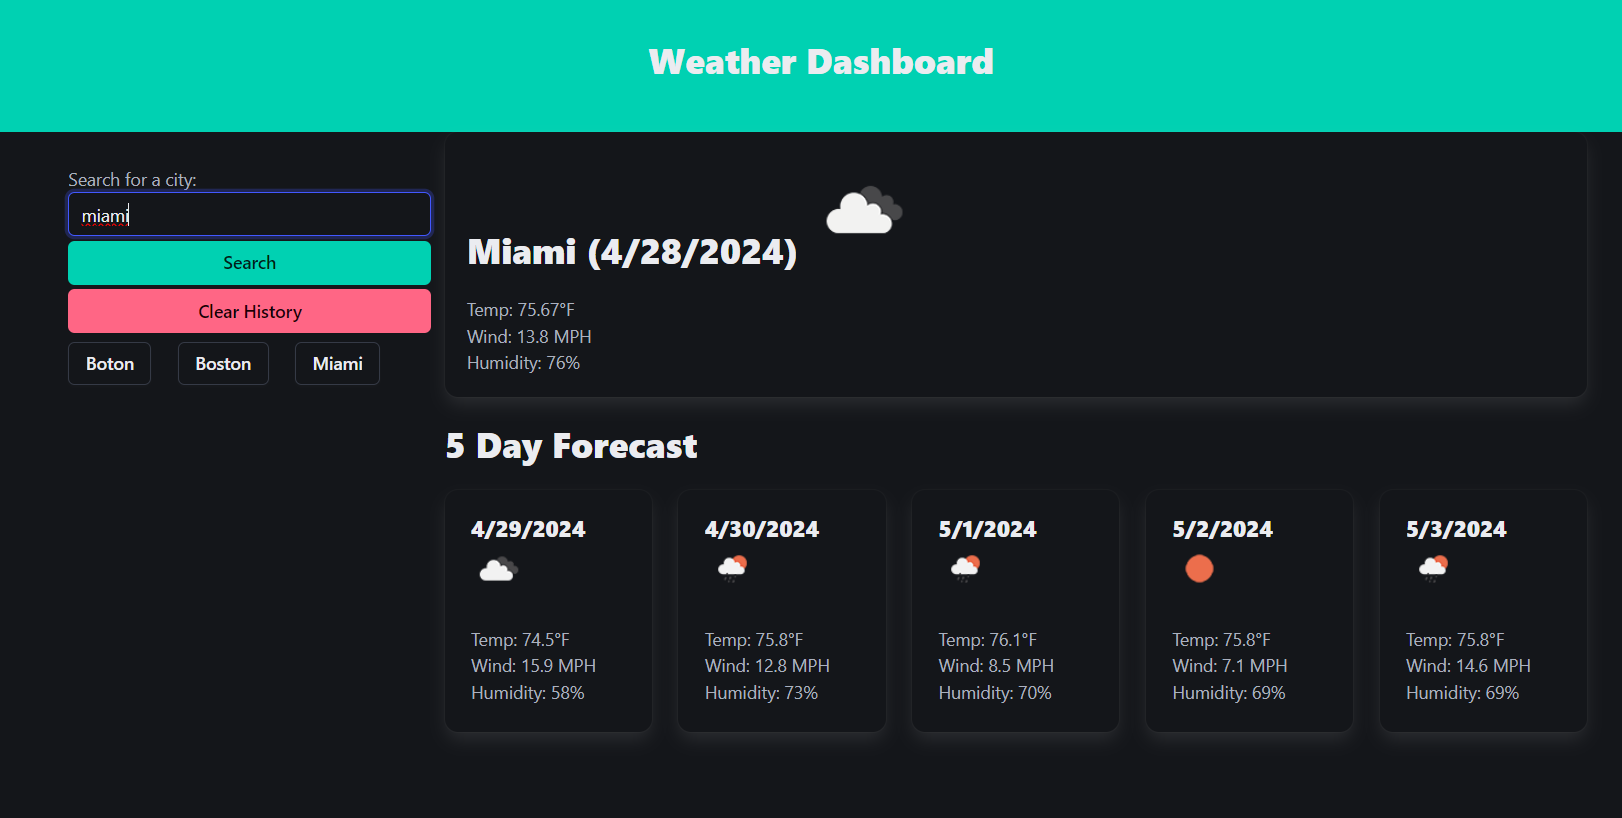 Weather Dashboard
Search for a city:
miami
Search
Clear History
Boton
Boston
Miami
Miami (4/28/2024)
Temp: 75.67°F
Wind: 13.8 MPH
Humidity: 76%
5 Day Forecast
4/29/2024
Temp: 74.5°F
Wind: 15.9 MPH
Humidity: 58%
4/30/2024
Temp: 75.8°F
Wind: 12.8 MPH
Humidity: 73%
5/1/2024
Temp: 76.1°F
Wind: 8.5 MPH
Humidity: 70%
5/2/2024
Temp: 75.8°F
Wind: 7.1 MPH
Humidity: 69%
5/3/2024
Temp: 75.8°F
Wind: 14.6 MPH
Humidity: 69%